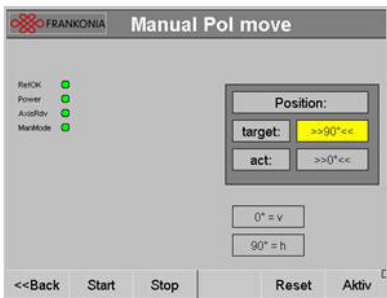 FRANKONIA
Manual Pol move
RefOK
Power
AxisRdy
ManMode
Position:
target: >>90°<<
act: >>0°<<
0° = v
90° = h
<<Back Start Stop Reset Aktiv